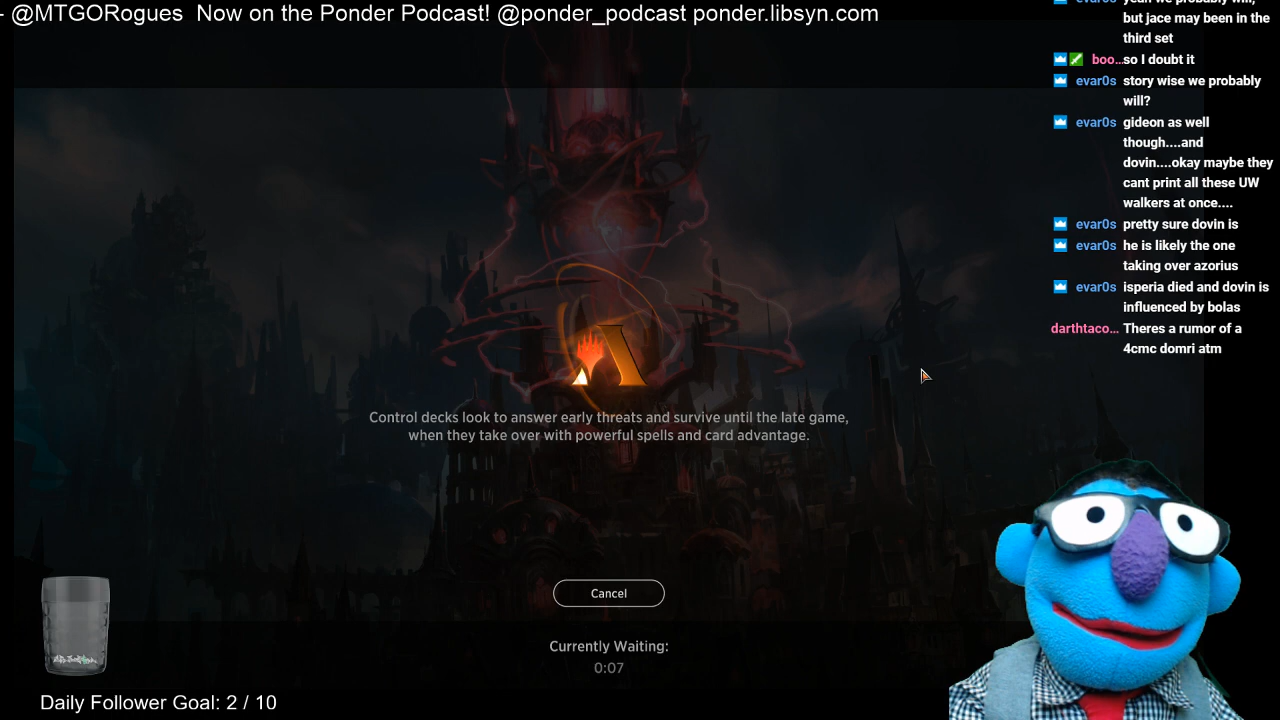 - @MTGORogues  Now on the Ponder Podcast! @ponder_podcast ponder.libsyn.com
but jace may been in the
third set
boo... so I doubt it
evar0s story wise we probably
will?
evar0s gideon as well
though....and
dovin....okay maybe they
cant print all these UW
walkers at once....
evar0s pretty sure dovin is
evar0s he is likely the one
taking over azorius
evar0s isperia died and dovin is
influenced by bolas
darthtaco... Theres a rumor of a
4cmc domri atm
Control decks look to answer early threats and survive until the late game,
when they take over with powerful spells and card advantage.
Cancel
Currently Waiting:
0:07
Daily Follower Goal: 2 / 10